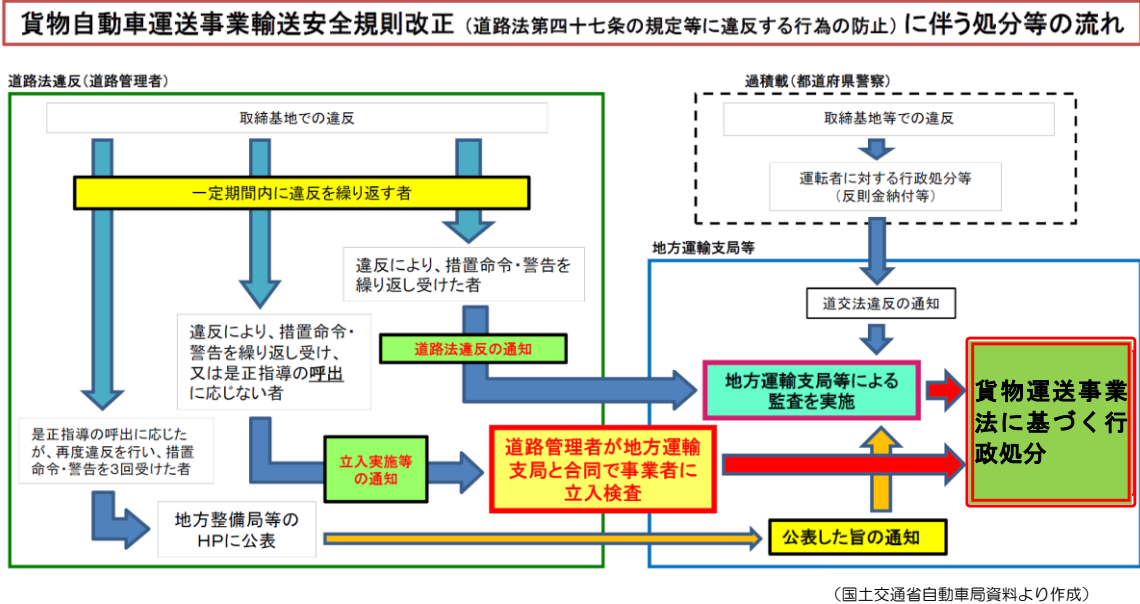 貨物自動車運送事業輸送安全規則改正（道路法第四十七条の規定等に違反する行為の防止）に伴う処分等の流れ
道路法違反（道路管理者）
取締基地での違反
一定期間内に違反を繰り返す者
違反により、措置命令・警告を
繰り返し受けた者
道路法違反の通知
違反により、措置命令・
警告を繰り返し受け、
又は是正指導の呼出
に応じない者
是正指導の呼出に応じた
が、再度違反を行い、措置
命令・警告を3回受けた者
立入実施等
の通知
道路管理者が地方運輸
支局と合同で事業者に
立入検査
地方整備局等の
HPに公表
過積載（都道府県警察）
取締基地等での違反
運転者に対する行政処分等
（反則金納付等）
地方運輸支局等
道交法違反の通知
地方運輸支局等による
監査を実施
貨物運送事業
法に基づく行
政処分
公表した旨の通知
（国土交通省自動車局資料より作成）